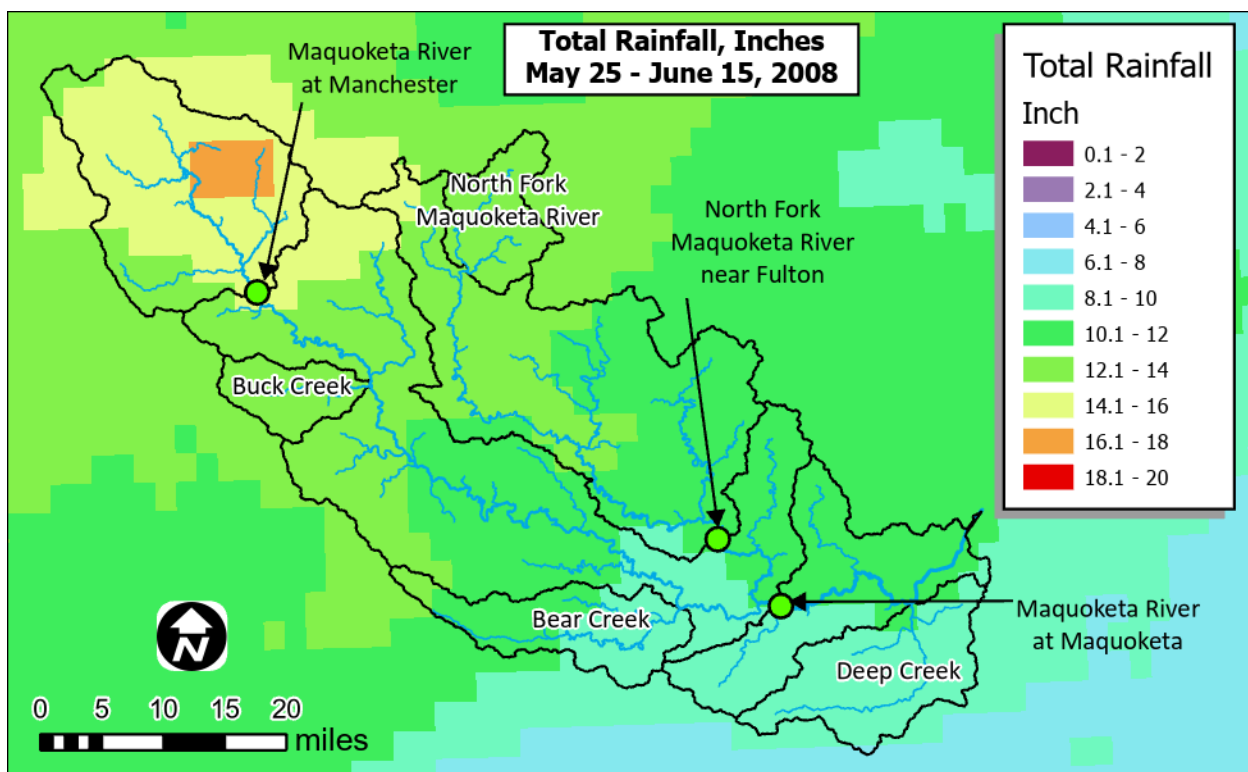 Total Rainfall, Inches
May 25 - June 15, 2008
Maquoketa River
at Manchester
North Fork
Maquoketa River
North Fork
Maquoketa River
near Fulton
Buck Creek
Bear Creek
Deep Creek
Maquoketa River
at Maquoketa
N
0 5 10 15 20
miles
Total Rainfall
Inch
0.1 - 2
2.1 - 4
4.1 - 6
6.1 - 8
8.1 - 10
10.1 - 12
12.1 - 14
14.1 - 16
16.1 - 18
18.1 - 20